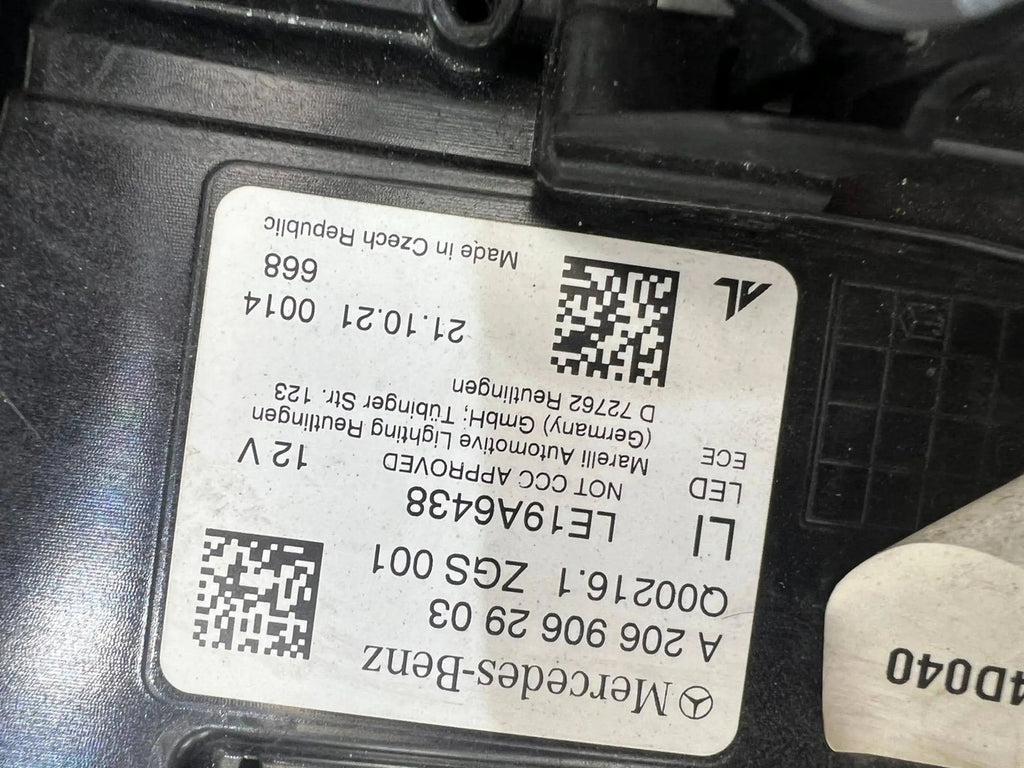 Mercedes-Benz
A 206 906 29 03
Q00216.1 ZGS 001
LI LE19A6438
LED NOT CCC APPROVED 12 V
ECE Marelli Automotive Lighting Reutlingen
(Germany) GmbH; Tübinger Str. 123
D 72762 Reutlingen
AL
21.10.21 0014
668
Made in Czech Republic
4D040